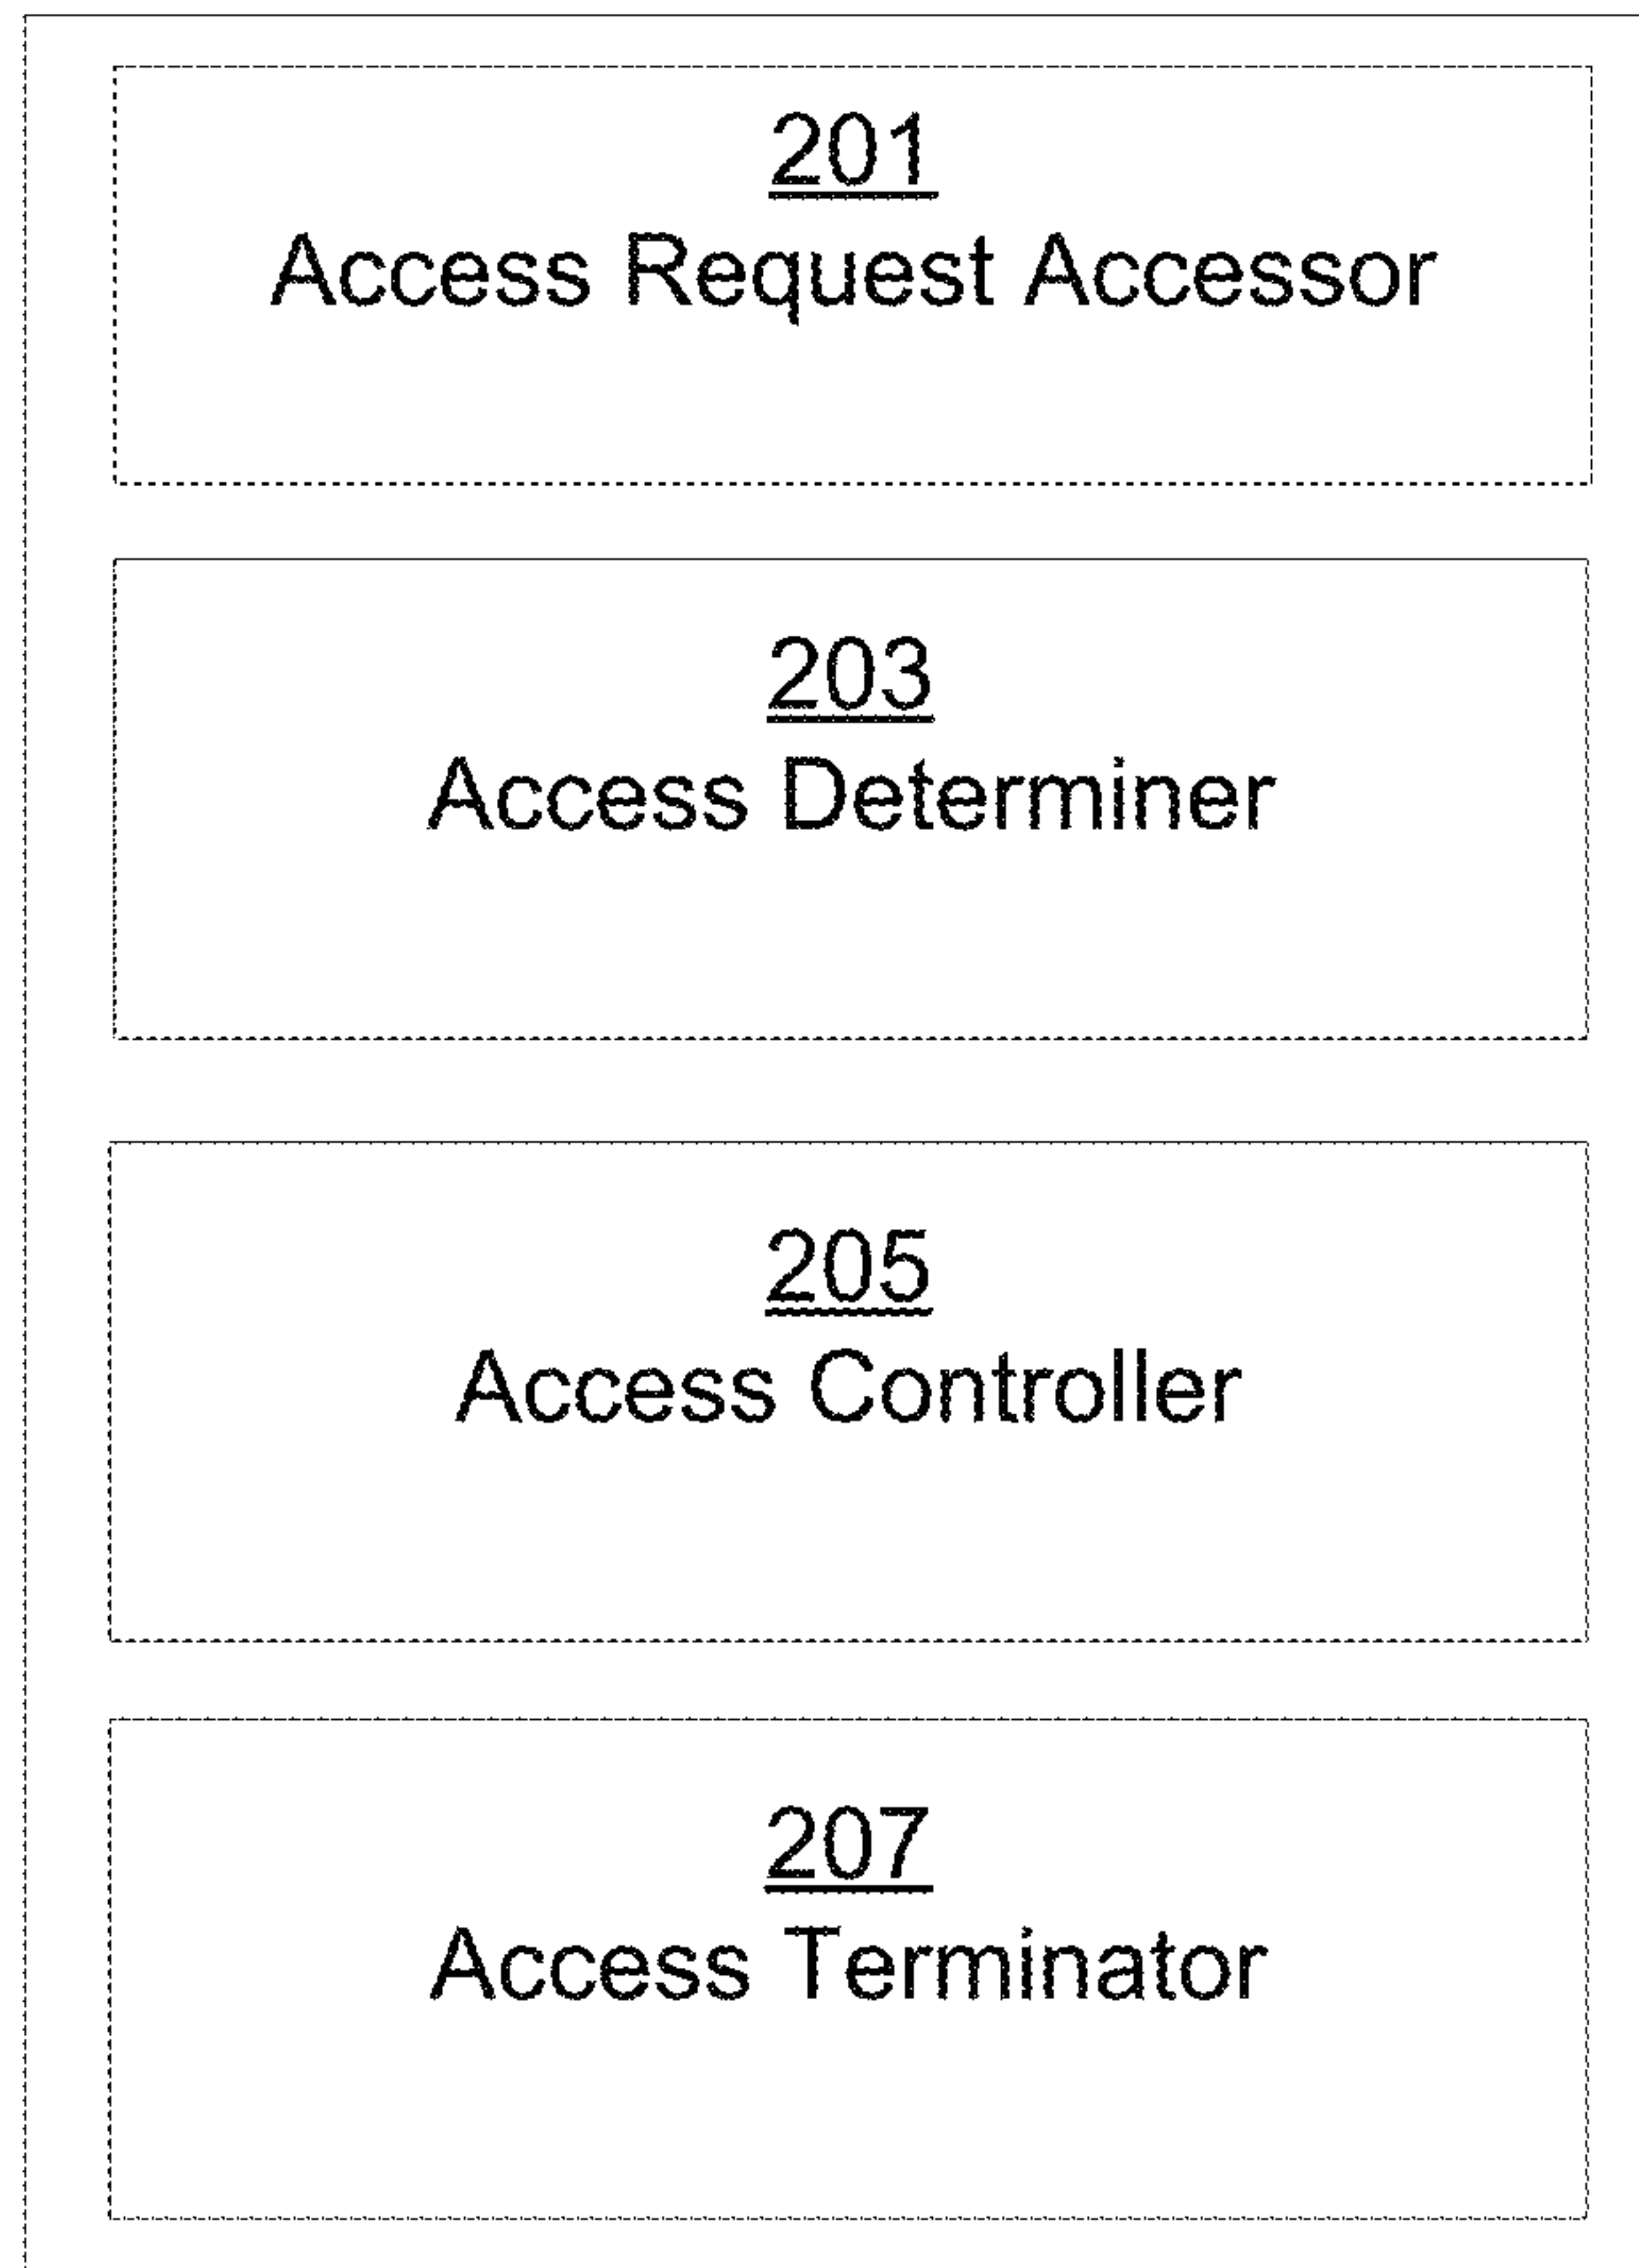 201
Access Request Accessor
203
Access Determiner
205
Access Controller
207
Access Terminator